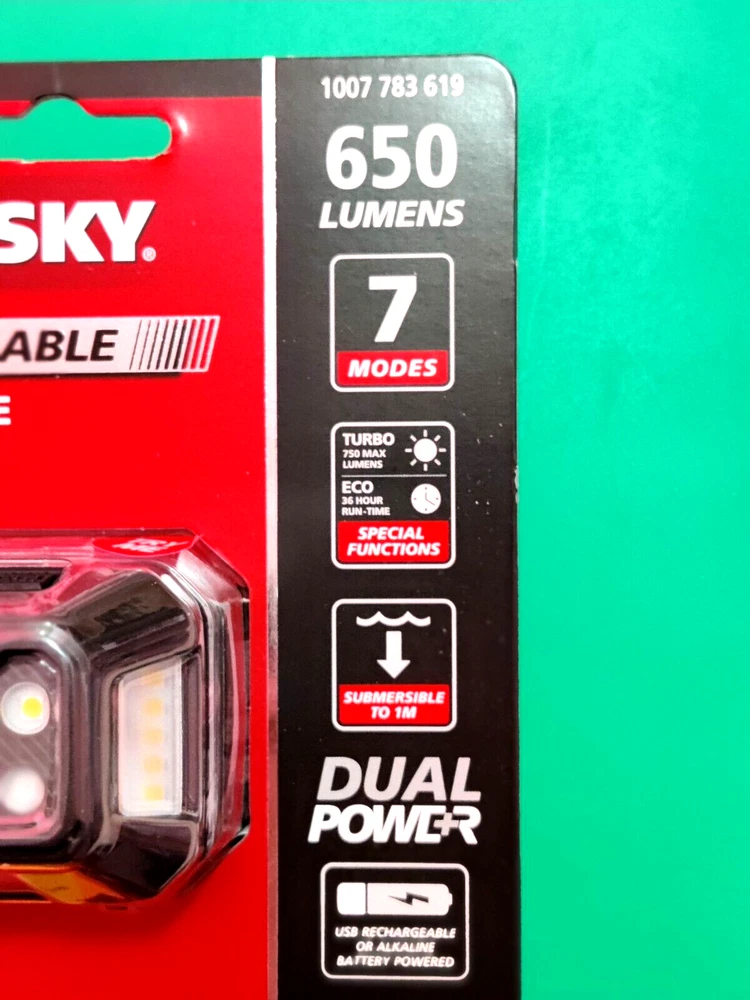 1007 783 619
650
LUMENS
SKY®
7
MODES
ABLE
E
TURBO
750 MAX
LUMENS
ECO
36 HOUR
RUN-TIME
SPECIAL
FUNCTIONS
SUBMERSIBLE
TO 1M
DUAL
POWE+R
USB RECHARGEABLE
OR ALKALINE
BATTERY POWERED